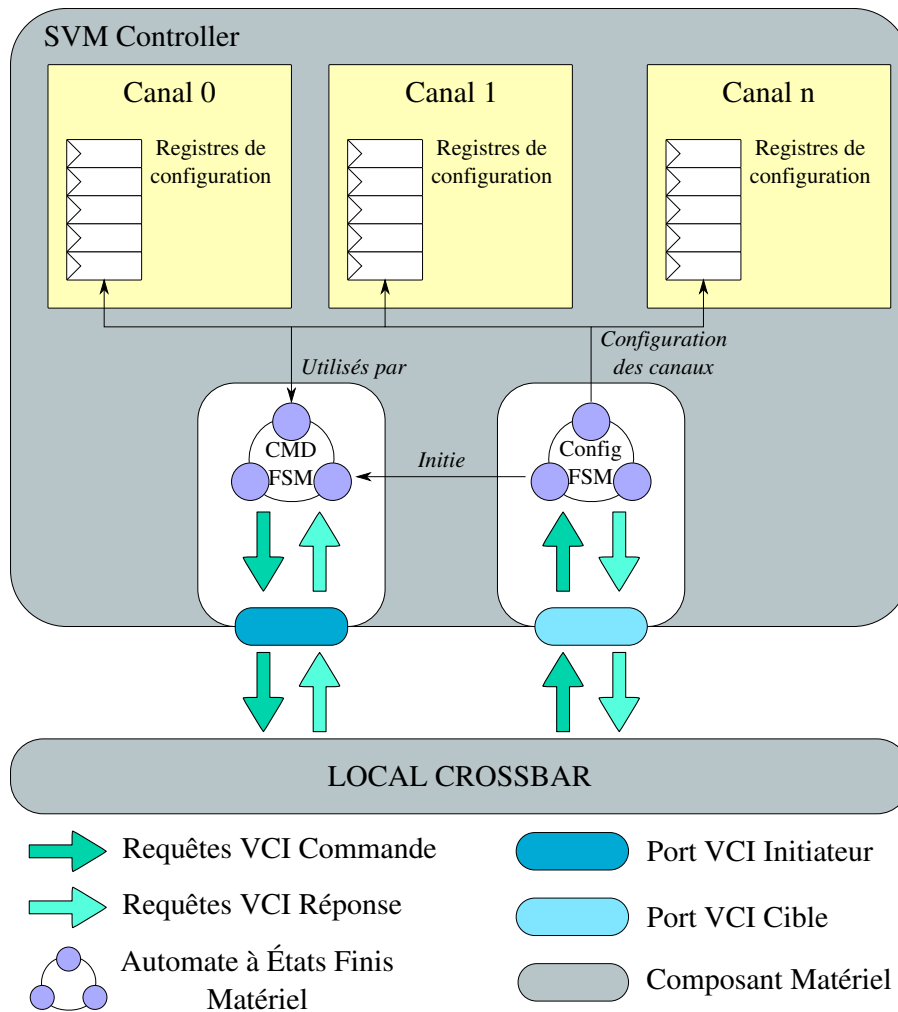 SVM Controller
Canal 0
Canal 1
Canal n
Registres de
configuration
Registres de
configuration
Registres de
configuration
Utilisés par
Configuration
des canaux
CMD
FSM
Initie
Config
FSM
LOCAL CROSSBAR
Requêtes VCI Commande
Port VCI Initiateur
Requêtes VCI Réponse
Port VCI Cible
Automate à États Finis
Matériel
Composant Matériel